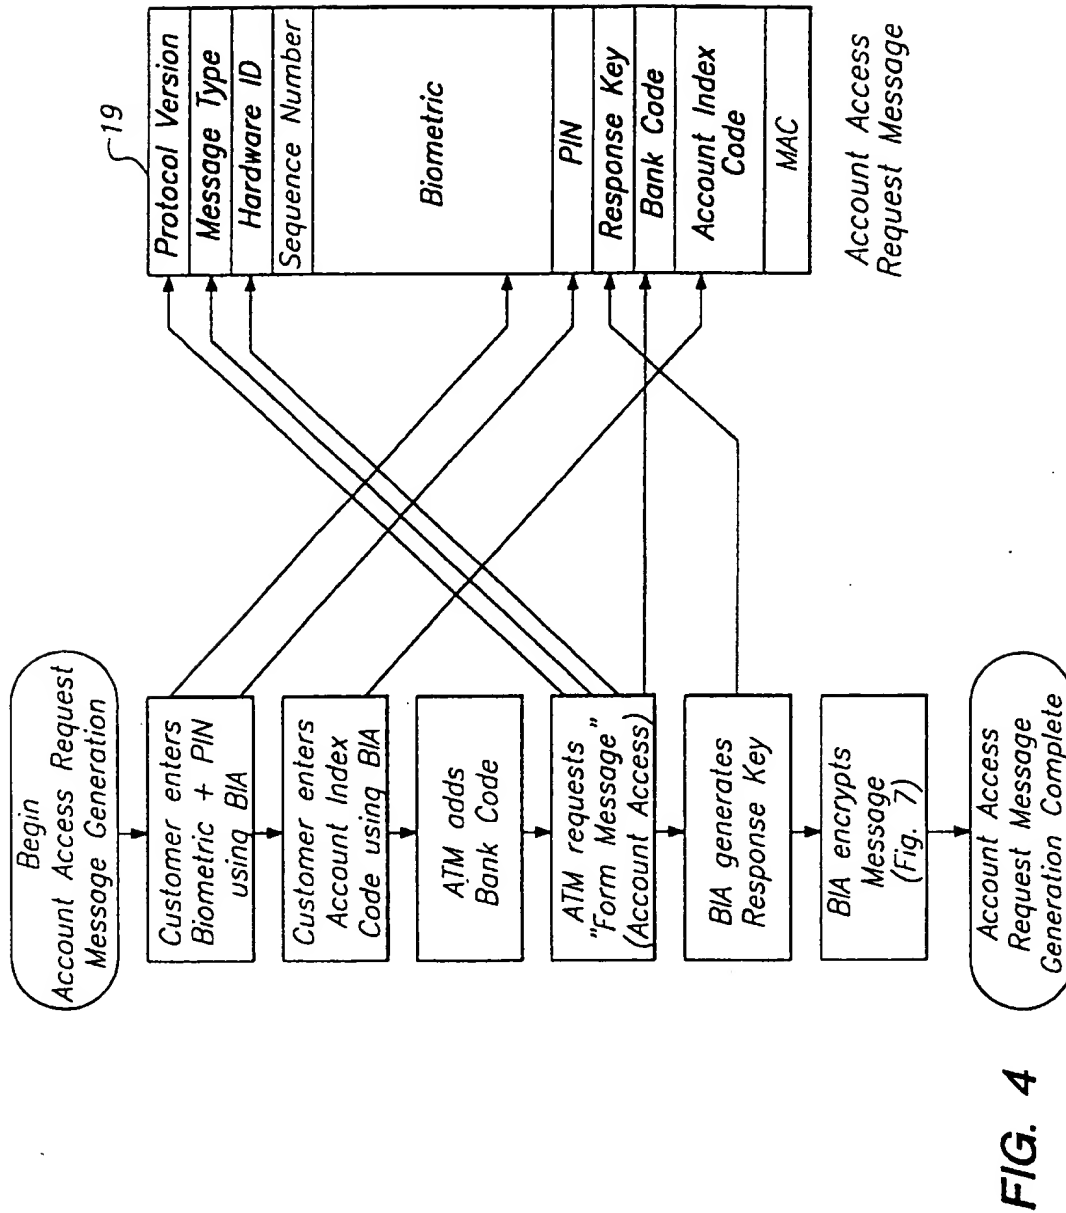 Begin
Account Access Request
Message Generation
Customer enters
Biometric + PIN
using BIA
Customer enters
Account Index
Code using BIA
ATM adds
Bank Code
ATM requests
"Form Message"
(Account Access)
BIA generates
Response Key
BIA encrypts
Message
(Fig. 7)
Account Access
Request Message
Generation Complete
19
Protocal Version
Message Type
Hardware ID
Sequence Number
Biometric
PIN
Response Key
Bank Code
Account Index
Code
MAC
Account Access
Request Message
FIG. 4